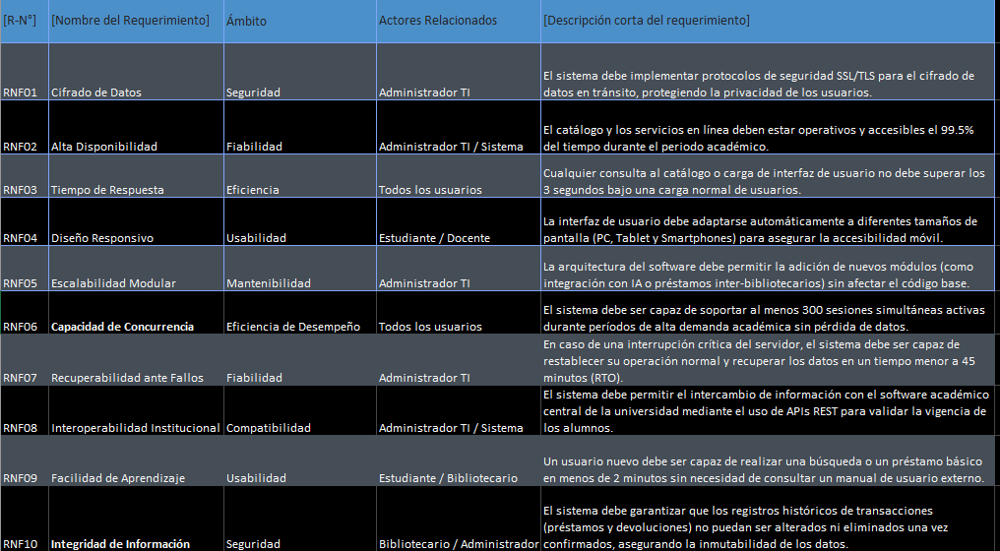 [R-N°] [Nombre del Requerimiento] Ámbito Actores Relacionados [Descripción corta del requerimiento]
El sistema debe implementar protocolos de seguridad SSL/TLS para el cifrado de
RNF01 Cifrado de Datos Seguridad Administrador TI datos en tránsito, protegiendo la privacidad de los usuarios.
El catálogo y los servicios en línea deben estar operativos y accesibles el 99.5%
RNF02 Alta Disponibilidad Fiabilidad Administrador TI / Sistema del tiempo durante el periodo académico.
Cualquier consulta al catálogo o carga de interfaz de usuario no debe superar los
RNF03 Tiempo de Respuesta Eficiencia Todos los usuarios 3 segundos bajo una carga normal de usuarios.
La interfaz de usuario debe adaptarse automáticamente a diferentes tamaños de
RNF04 Diseño Responsivo Usabilidad Estudiante / Docente pantalla (PC, Tablet y Smartphones) para asegurar la accesibilidad móvil.
La arquitectura del software debe permitir la adición de nuevos módulos (como
RNF05 Escalabilidad Modular Mantenibilidad Administrador TI integración con IA o préstamos inter-bibliotecarios) sin afectar el código base.
El sistema debe ser capaz de soportar al menos 300 sesiones simultáneas activas
RNF06 Capacidad de Concurrencia Eficiencia de Desempeño Todos los usuarios durante períodos de alta demanda académica sin pérdida de datos.
En caso de una interrupción crítica del servidor, el sistema debe ser capaz de
restablecer su operación normal y recuperar los datos en un tiempo menor a 45
RNF07 Recuperabilidad ante Fallos Fiabilidad Administrador TI minutos (RTO).
El sistema debe permitir el intercambio de información con el software académico
central de la universidad mediante el uso de APIs REST para validar la vigencia de
RNF08 Interoperabilidad Institucional Compatibilidad Administrador TI / Sistema los alumnos.
Un usuario nuevo debe ser capaz de realizar una búsqueda o un préstamo básico
RNF09 Facilidad de Aprendizaje Usabilidad Estudiante / Bibliotecario en menos de 2 minutos sin necesidad de consultar un manual de usuario externo.
El sistema debe garantizar que los registros históricos de transacciones
(préstamos y devoluciones) no puedan ser alterados ni eliminados una vez
RNF10 Integridad de Información Seguridad Bibliotecario / Administrador confirmados, asegurando la inmutabilidad de los datos.